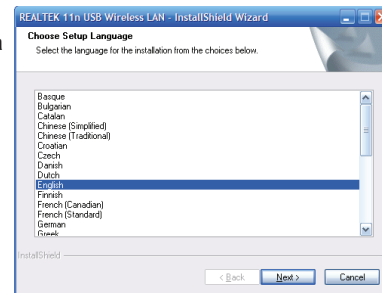 REALTEK 11n USB Wireless LAN - InstallShield Wizard
Choose Setup Language
Select the language for the installation from the choices below.
Basque
Bulgarian
Catalan
Chinese (Simplified)
Chinese (Traditional)
Croatian
Czech
Danish
Dutch
English
Finnish
French (Canadian)
French (Standard)
German
Greek
InstallShield
< Back
Next >
Cancel